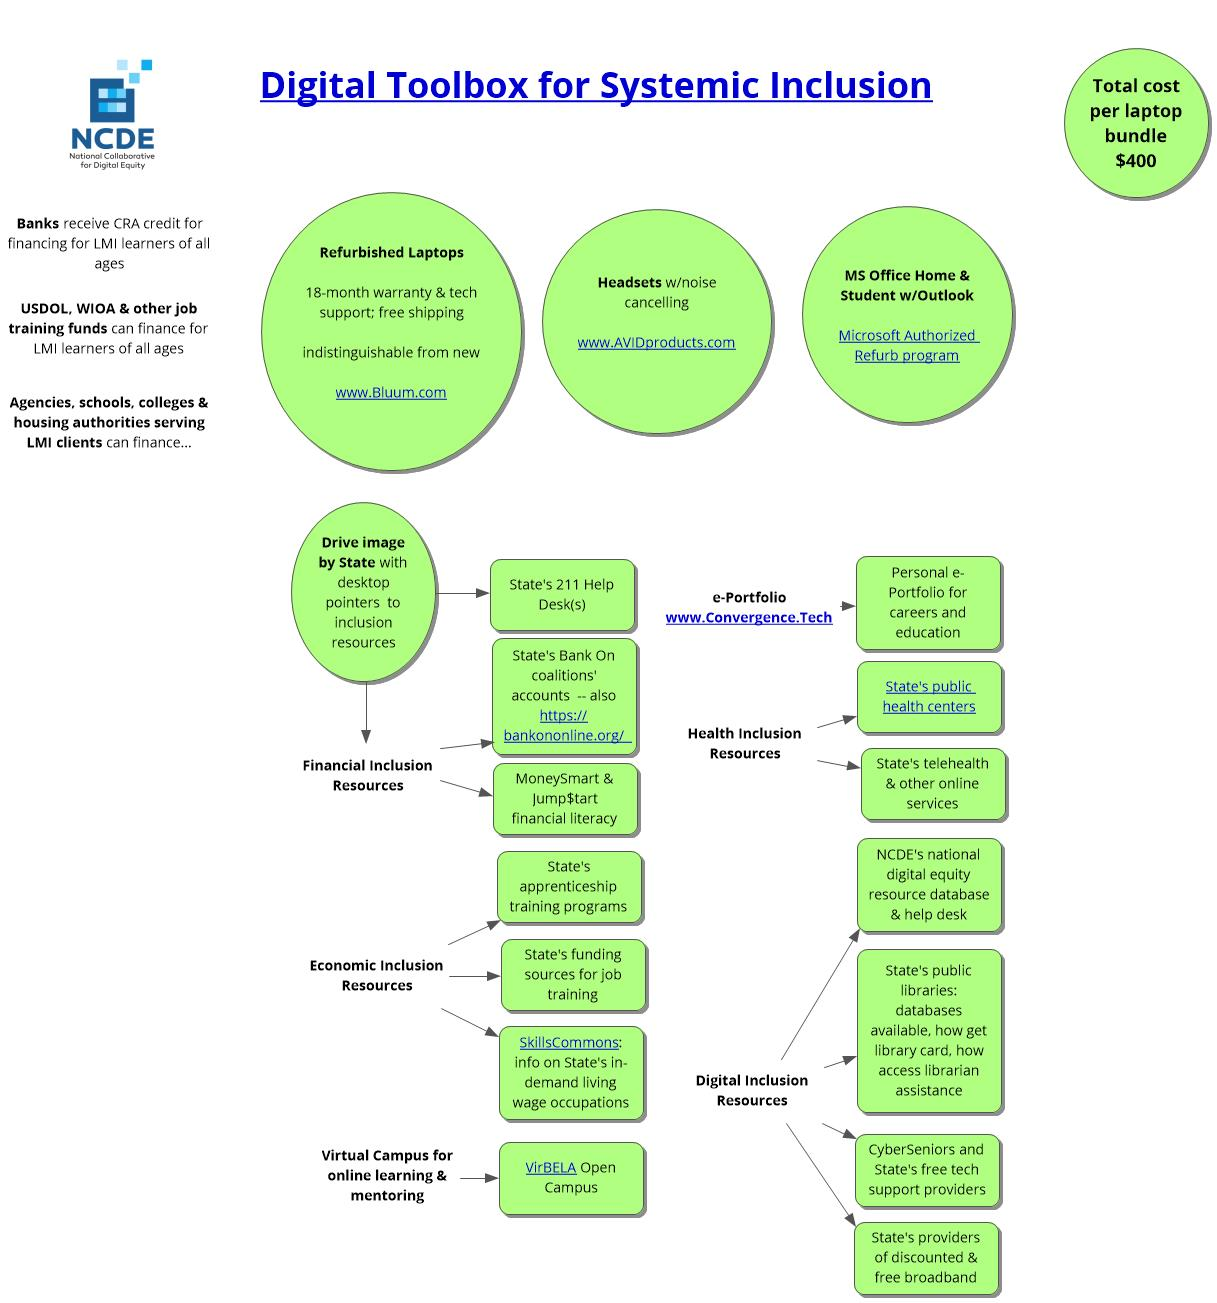 Digital Toolbox for Systemic Inclusion
Total cost
per laptop
bundle
$400
NCDE
National Collaborative
for Digital Equity
Banks receive CRA credit for
financing for LMI learners of all
ages
USDOL, WIOA & other job
training funds can finance for
LMI learners of all ages
Agencies, schools, colleges &
housing authorities serving
LMI clients can finance...
Refurbished Laptops
18-month warranty & tech
support; free shipping
indistinguishable from new
www.Bluum.com
Headsets w/noise
cancelling
www.AVIDproducts.com
MS Office Home &
Student w/Outlook
Microsoft Authorized
Refurb program
Drive image
by State with
desktop
pointers to
inclusion
resources
State's 211 Help
Desk(s)
State's Bank On
coalitions'
accounts -- also
https://
bankononline.org/
Financial Inclusion
Resources
MoneySmart &
Jump$tart
financial literacy
State's
apprenticeship
training programs
Economic Inclusion
Resources
State's funding
sources for job
training
SkillsCommons:
info on State's in-
demand living
wage occupations
Virtual Campus for
online learning &
mentoring
VirBELA Open
Campus
e-Portfolio
www.Convergence.Tech
Personal e-
Portfolio for
careers and
education
Health Inclusion
Resources
State's public
health centers
State's telehealth
& other online
services
Digital Inclusion
Resources
NCDE's national
digital equity
resource database
& help desk
State's public
libraries:
databases
available, how get
library card, how
access librarian
assistance
CyberSeniors and
State's free tech
support providers
State's providers
of discounted &
free broadband